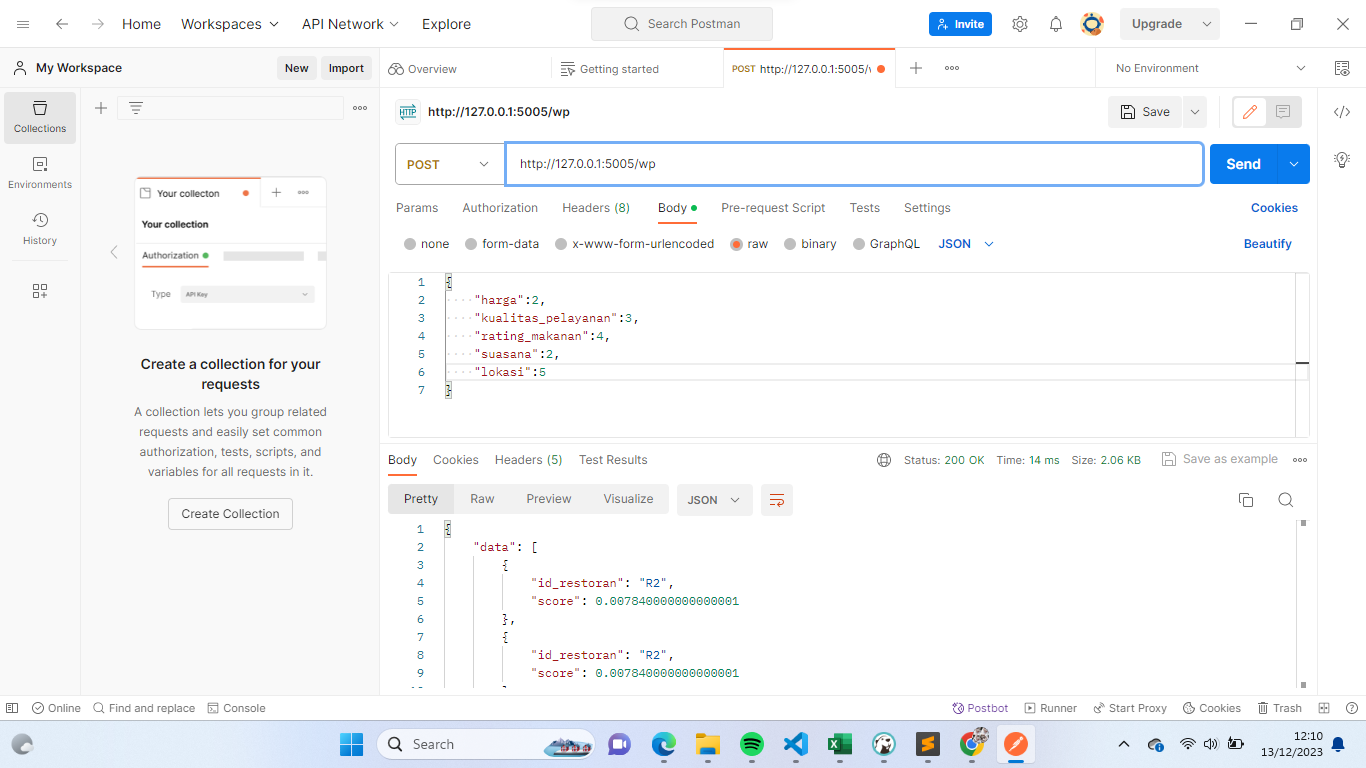 Home Workspaces API Network Explore Search Postman Invite Upgrade
My Workspace New Import Overview Getting started POST http://127.0.0.1:5005/ No Environment
Collections
Environments
History
Your collecton
Your collection
Authorization
Type API Key
Create a collection for your
requests
A collection lets you group related
requests and easily set common
authorization, tests, scripts, and
variables for all requests in it.
Create Collection
HTTP http://127.0.0.1:5005/wp Save
POST http://127.0.0.1:5005/wp Send
Params Authorization Headers (8) Body Pre-request Script Tests Settings Cookies
none form-data x-www-form-urlencoded raw binary GraphQL JSON Beautify
1 {
2 "harga":2,
3 "kualitas_pelayanan":3,
4 "rating_makanan":4,
5 "suasana":2,
6 "lokasi":5
7 }
Body Cookies Headers (5) Test Results Status: 200 OK Time: 14 ms Size: 2.06 KB Save as example
Pretty Raw Preview Visualize JSON
1 {
2 "data": [
3 {
4 "id_restoran": "R2",
5 "score": 0.007840000000000001
6 },
7 {
8 "id_restoran": "R2",
9 "score": 0.007840000000000001
Online Find and replace Console Postbot Runner Start Proxy Cookies Trash
Search
12:10
13/12/2023